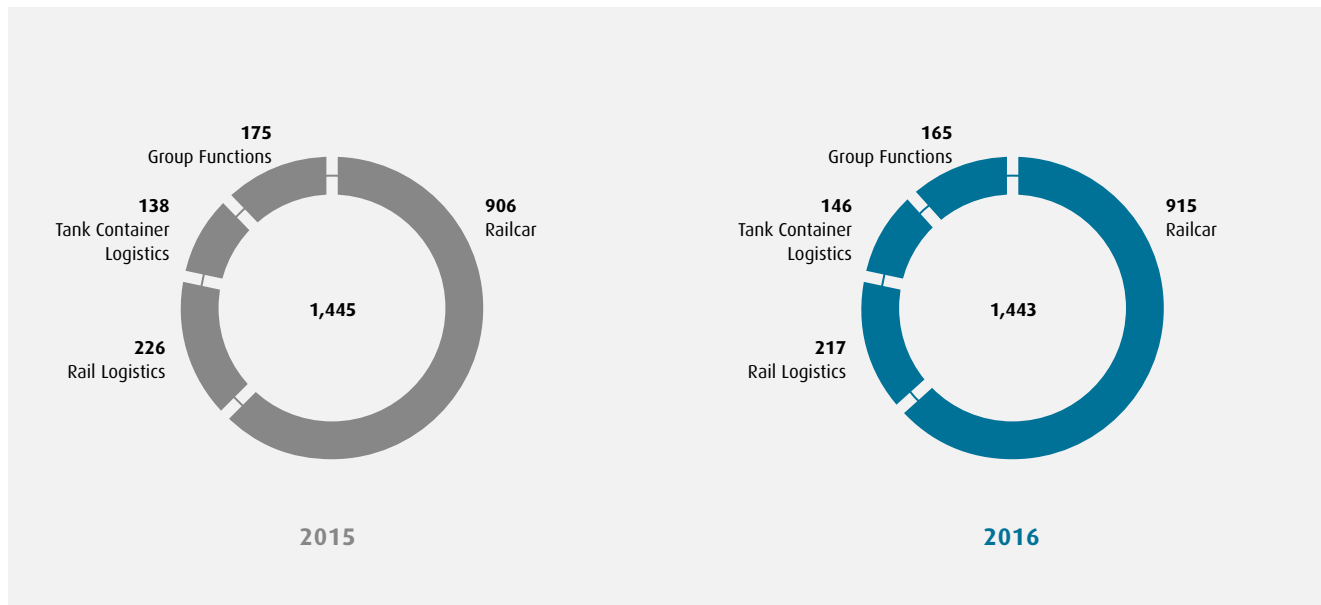 175
Group Functions
138
Tank Container
Logistics
226
Rail Logistics
906
Railcar
1,445
2015
165
Group Functions
146
Tank Container
Logistics
217
Rail Logistics
915
Railcar
1,443
2016